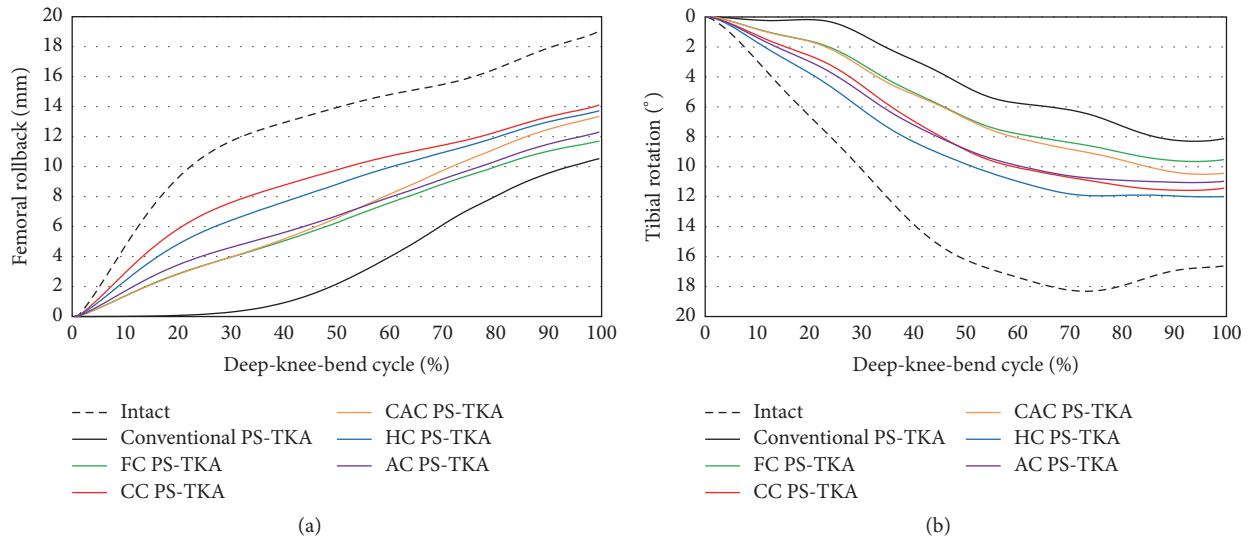 20
18
16
14
12
10
8
6
4
2
0
Femoral rollback (mm)
0 10 20 30 40 50 60 70 80 90 100
Deep-knee-bend cycle (%)
Intact
Conventional PS-TKA
FC PS-TKA
CC PS-TKA
CAC PS-TKA
HC PS-TKA
AC PS-TKA
(a)
0
2
4
6
8
10
12
14
16
18
20
Tibial rotation (°)
0 10 20 30 40 50 60 70 80 90 100
Deep-knee-bend cycle (%)
Intact
Conventional PS-TKA
FC PS-TKA
CC PS-TKA
CAC PS-TKA
HC PS-TKA
AC PS-TKA
(b)